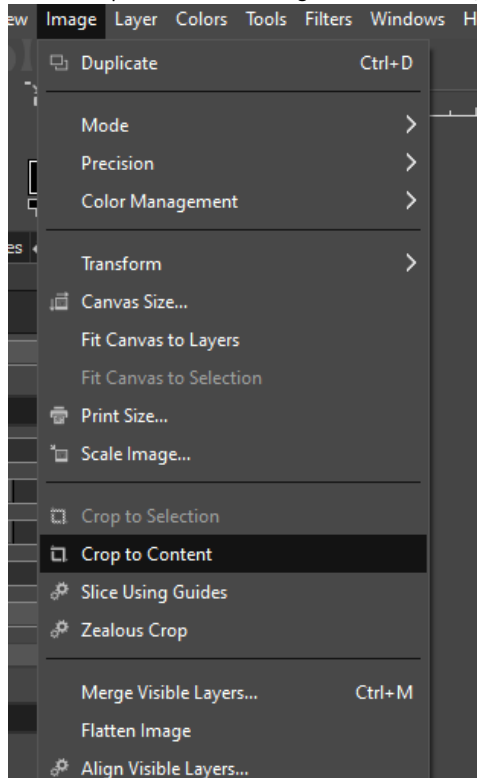 ew Image Layer Colors Tools Filters Windows H
Duplicate Ctrl+D
Mode
Precision
Color Management
es
Transform
Canvas Size...
Fit Canvas to Layers
Fit Canvas to Selection
Print Size...
Scale Image...
Crop to Selection
Crop to Content
Slice Using Guides
Zealous Crop
Merge Visible Layers... Ctrl+M
Flatten Image
Align Visible Layers...